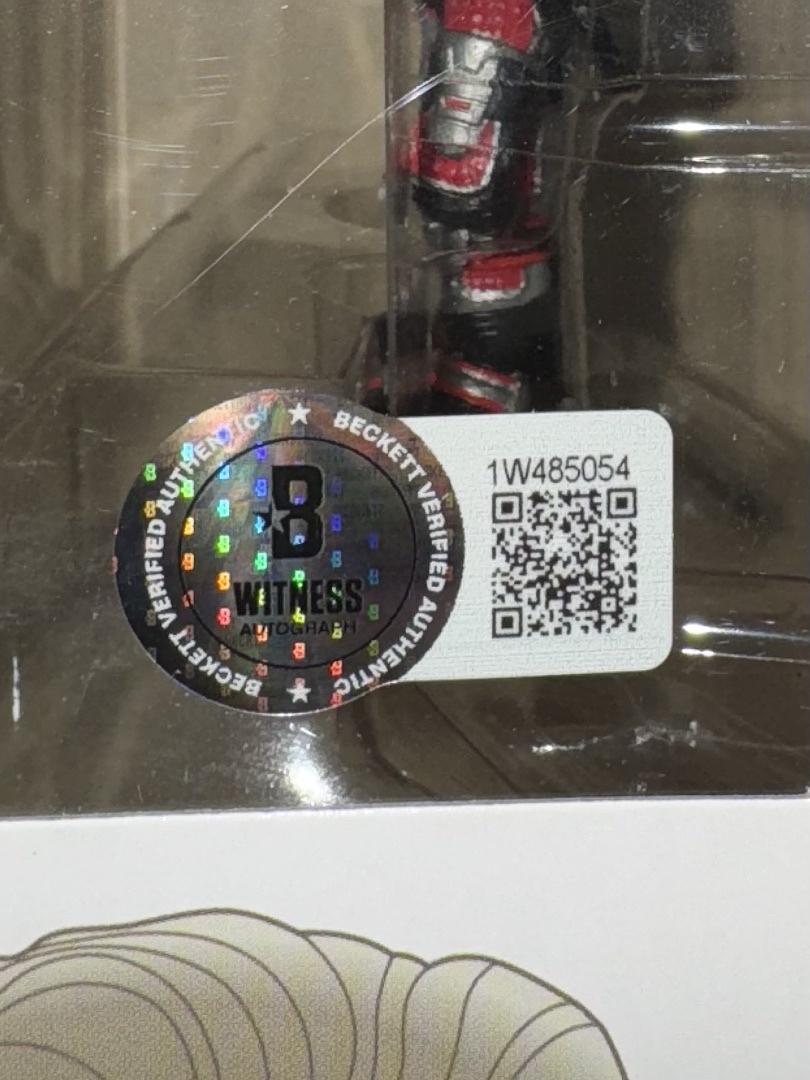 BECKETT VERIFIED AUTHENTIC ★ BECKETT VERIFIED AUTHENTIC ★
B
WITNESS
AUTOGRAPH
1W485054